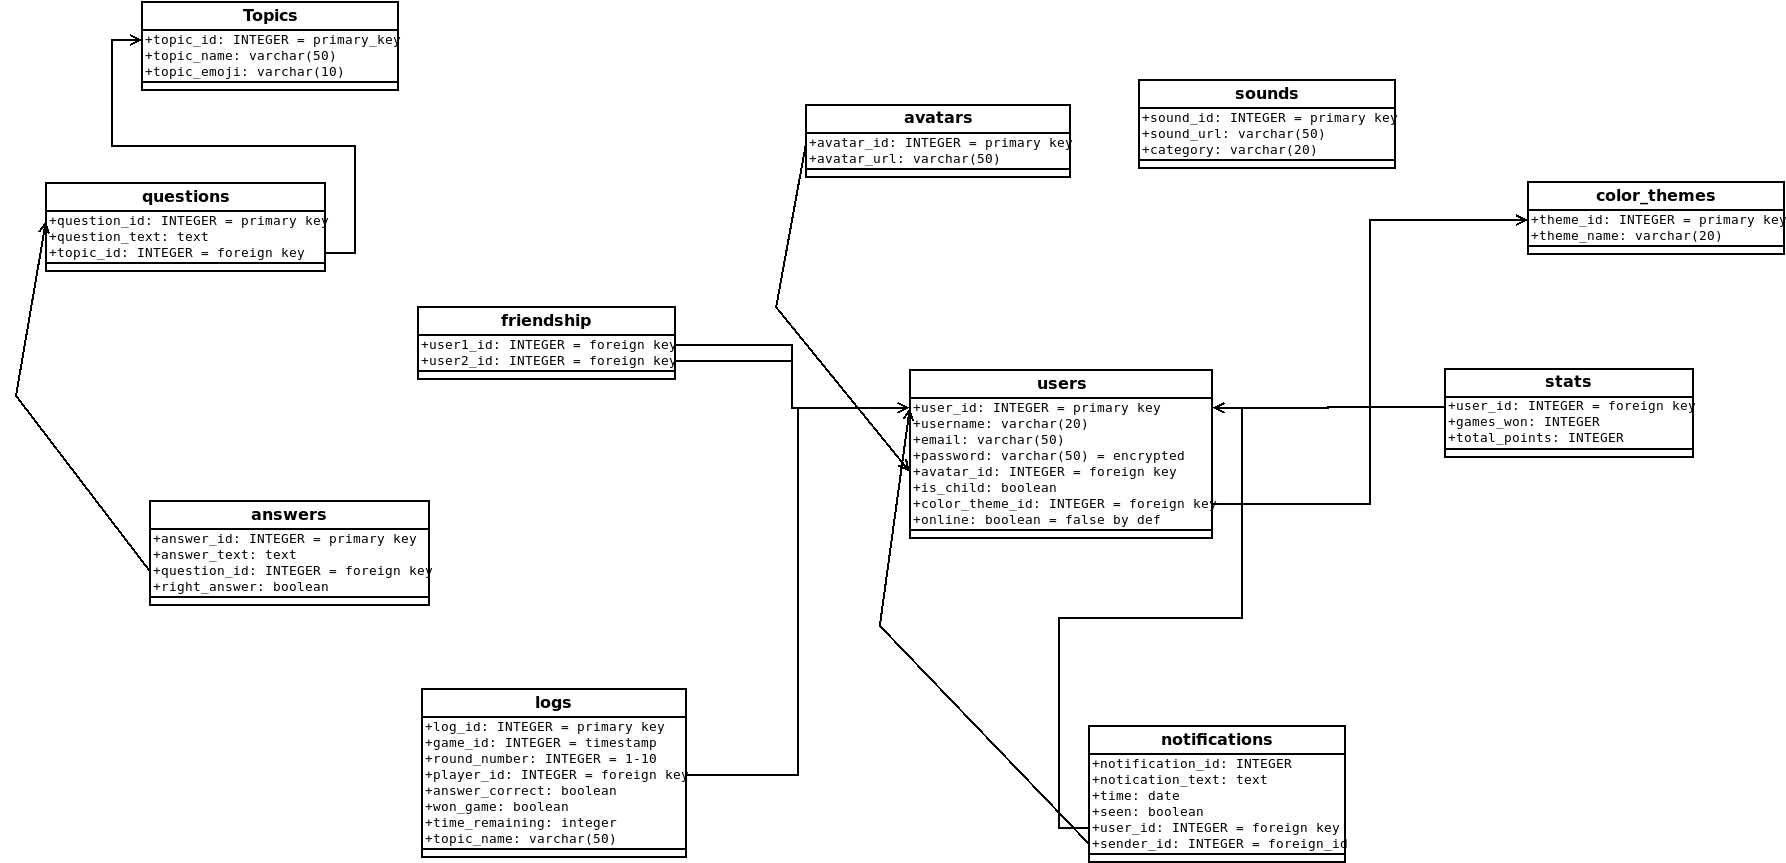 Topics
+topic_id: INTEGER = primary_key
+topic_name: varchar(50)
+topic_emoji: varchar(10)
sounds
+sound_id: INTEGER = primary key
+sound_url: varchar(50)
+category: varchar(20)
avatars
+avatar_id: INTEGER = primary key
+avatar_url: varchar(50)
color_themes
+theme_id: INTEGER = primary key
+theme_name: varchar(20)
questions
+question_id: INTEGER = primary key
+question_text: text
+topic_id: INTEGER = foreign key
friendship
+user1_id: INTEGER = foreign key
+user2_id: INTEGER = foreign key
users
+user_id: INTEGER = primary key
+username: varchar(20)
+email: varchar(50)
+password: varchar(50) = encrypted
+avatar_id: INTEGER = foreign key
+is_child: boolean
+color_theme_id: INTEGER = foreign key
+online: boolean = false by def
stats
+user_id: INTEGER = foreign key
+games_won: INTEGER
+total_points: INTEGER
answers
+answer_id: INTEGER = primary key
+answer_text: text
+question_id: INTEGER = foreign key
+right_answer: boolean
logs
+log_id: INTEGER = primary key
+game_id: INTEGER = timestamp
+round_number: INTEGER = 1-10
+player_id: INTEGER = foreign key
+answer_correct: boolean
+won_game: boolean
+time_remaining: integer
+topic_name: varchar(50)
notifications
+notification_id: INTEGER
+notication_text: text
+time: date
+seen: boolean
+user_id: INTEGER = foreign key
+sender_id: INTEGER = foreign_id